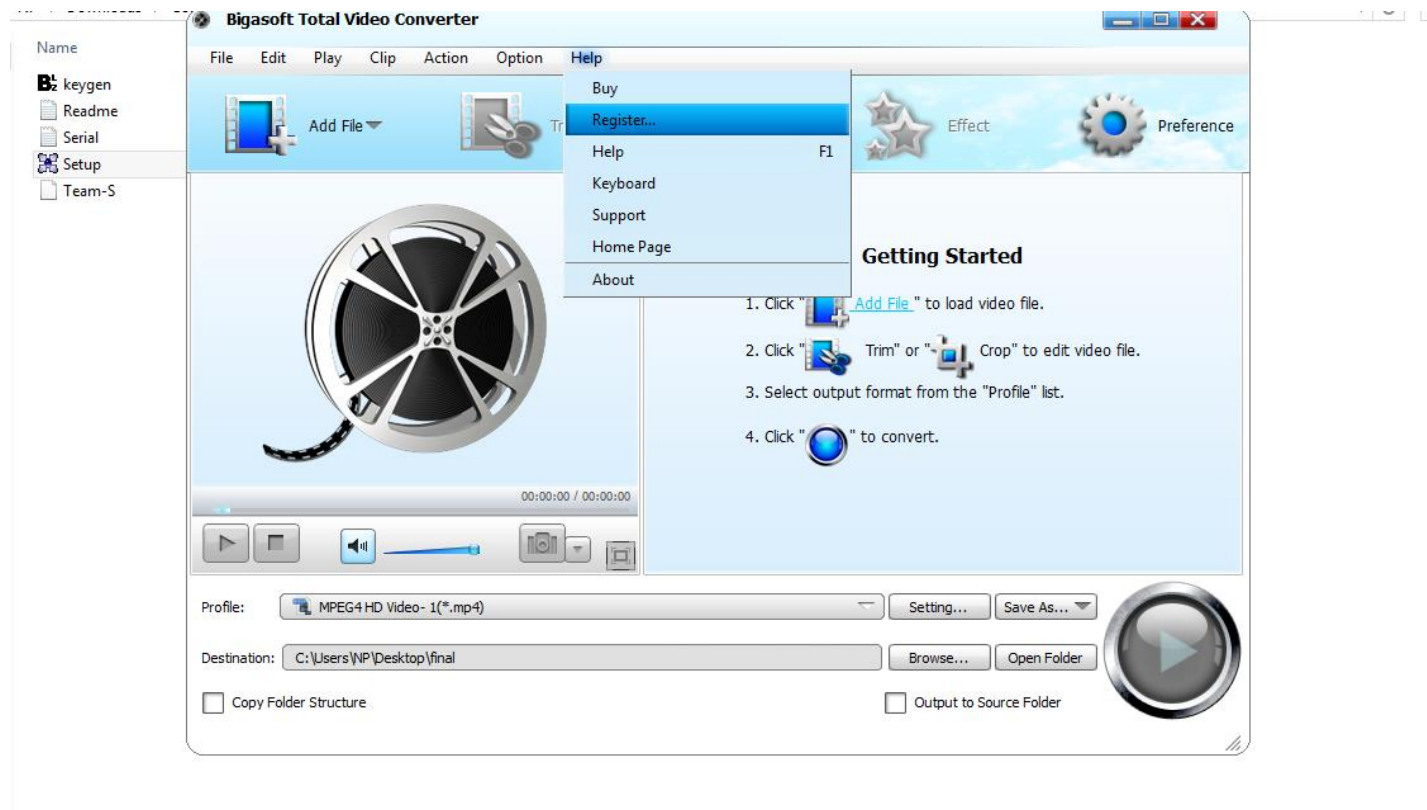 Name
keygen
Readme
Serial
Setup
Team-S
Bigasoft Total Video Converter
File Edit Play Clip Action Option Help
Buy
Register...
Help F1
Keyboard
Support
Home Page
About
Add File
Effect
Preference
Getting Started
1. Click " Add File " to load video file.
2. Click " Trim" or " Crop" to edit video file.
3. Select output format from the "Profile" list.
4. Click " " to convert.
00:00:00 / 00:00:00
Profile: MPEG4 HD Video- 1(*.mp4) Setting... Save As...
Destination: C:\Users\NP\Desktop\final Browse... Open Folder
Copy Folder Structure Output to Source Folder